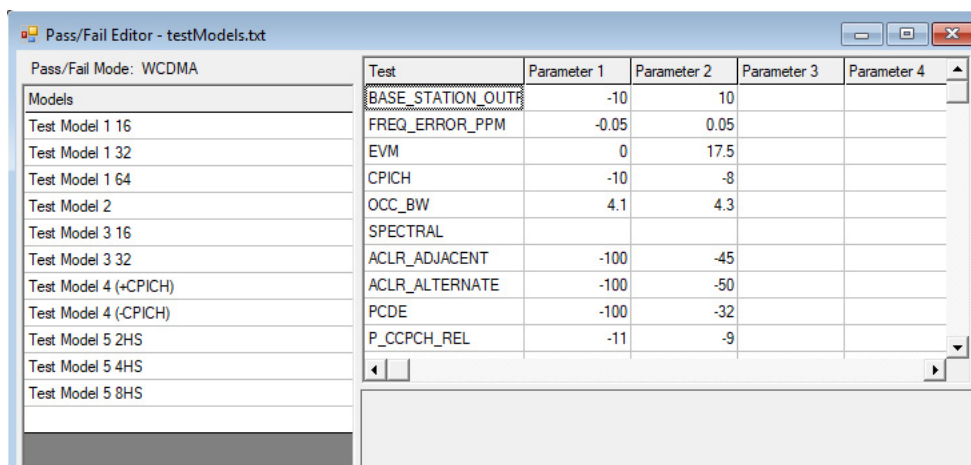 Pass/Fail Editor - testModels.txt
Pass/Fail Mode: WCDMA
Models
Test Model 1 16
Test Model 1 32
Test Model 1 64
Test Model 2
Test Model 3 16
Test Model 3 32
Test Model 4 (+CPICH)
Test Model 4 (-CPICH)
Test Model 5 2HS
Test Model 5 4HS
Test Model 5 8HS
Test Parameter 1 Parameter 2 Parameter 3 Parameter 4
BASE_STATION_OUTP -10 10
FREQ_ERROR_PPM -0.05 0.05
EVM 0 17.5
CPICH -10 -8
OCC_BW 4.1 4.3
SPECTRAL
ACLR_ADJACENT -100 -45
ACLR_ALTERNATE -100 -50
PCDE -100 -32
P_CCPCH_REL -11 -9